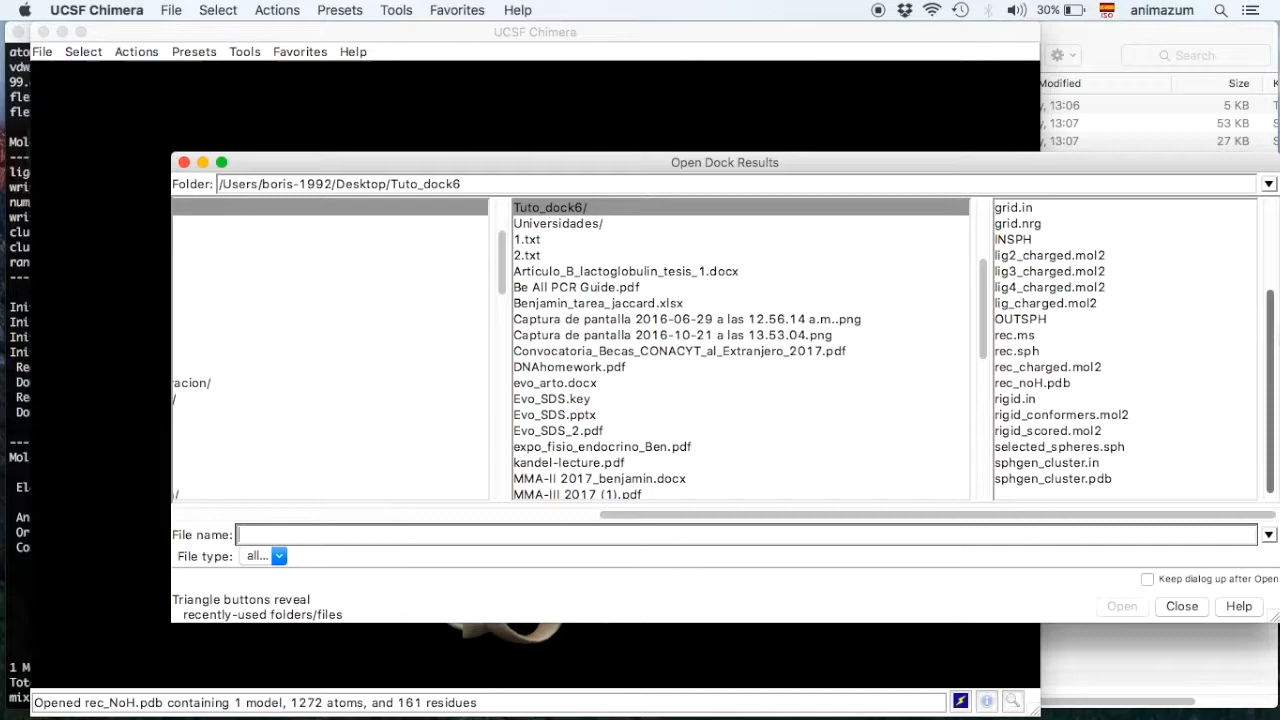 UCSF Chimera File Select Actions Presets Tools Favorites Help 30% ISO animazum
UCSF Chimera
File Select Actions Presets Tools Favorites Help
Search
Modified Size
, 13:06 5 KB
, 13:07 53 KB
, 13:07 27 KB
Open Dock Results
Folder: /Users/boris-1992/Desktop/Tuto_dock6
racion/
/
/
Tuto_dock6/
Universidades/
1.txt
2.txt
Articulo_B_lactoglobulin_tesis_1.docx
Be All PCR Guide.pdf
Benjamin_tarea_jaccard.xlsx
Captura de pantalla 2016-06-29 a las 12.56.14 a.m..png
Captura de pantalla 2016-10-21 a las 13.53.04.png
Convocatoria_Becas_CONACYT_al_Extranjero_2017.pdf
DNAhomework.pdf
evo_arto.docx
Evo_SDS.key
Evo_SDS.pptx
Evo_SDS_2.pdf
expo_fisio_endocrino_Ben.pdf
kandel-lecture.pdf
MMA-II 2017_benjamin.docx
MMA-III 2017 (1).pdf
grid.in
grid.nrg
INSPH
lig2_charged.mol2
lig3_charged.mol2
lig4_charged.mol2
lig_charged.mol2
OUTSPH
rec.ms
rec.sph
rec_charged.mol2
rec_noH.pdb
rigid.in
rigid_conformers.mol2
rigid_scored.mol2
selected_spheres.sph
sphgen_cluster.in
sphgen_cluster.pdb
File name:
File type: all...
Keep dialog up after Open
Triangle buttons reveal
recently-used folders/files
Open Close Help
Opened rec_NoH.pdb containing 1 model, 1272 atoms, and 161 residues